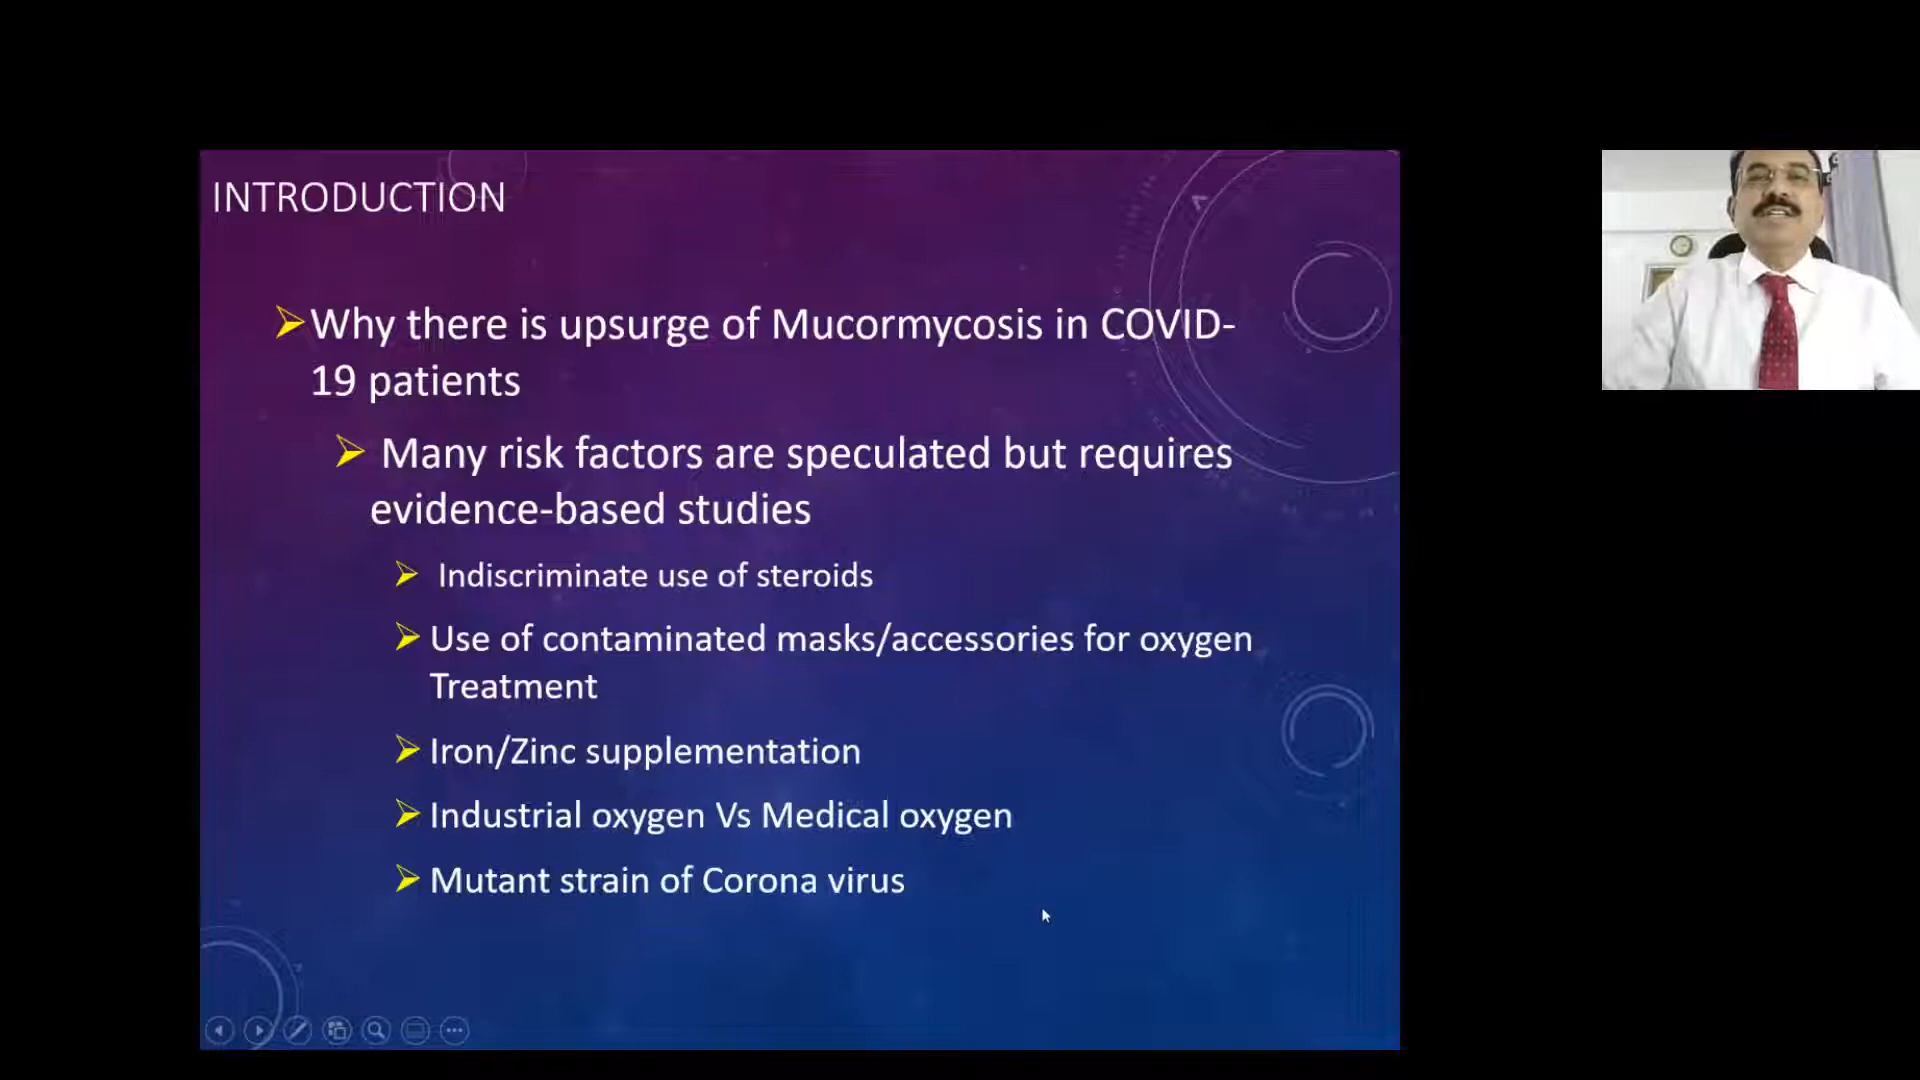 INTRODUCTION
Why there is upsurge of Mucormycosis in COVID-
19 patients
Many risk factors are speculated but requires
evidence-based studies
Indiscriminate use of steroids
Use of contaminated masks/accessories for oxygen
Treatment
Iron/Zinc supplementation
Industrial oxygen Vs Medical oxygen
Mutant strain of Corona virus